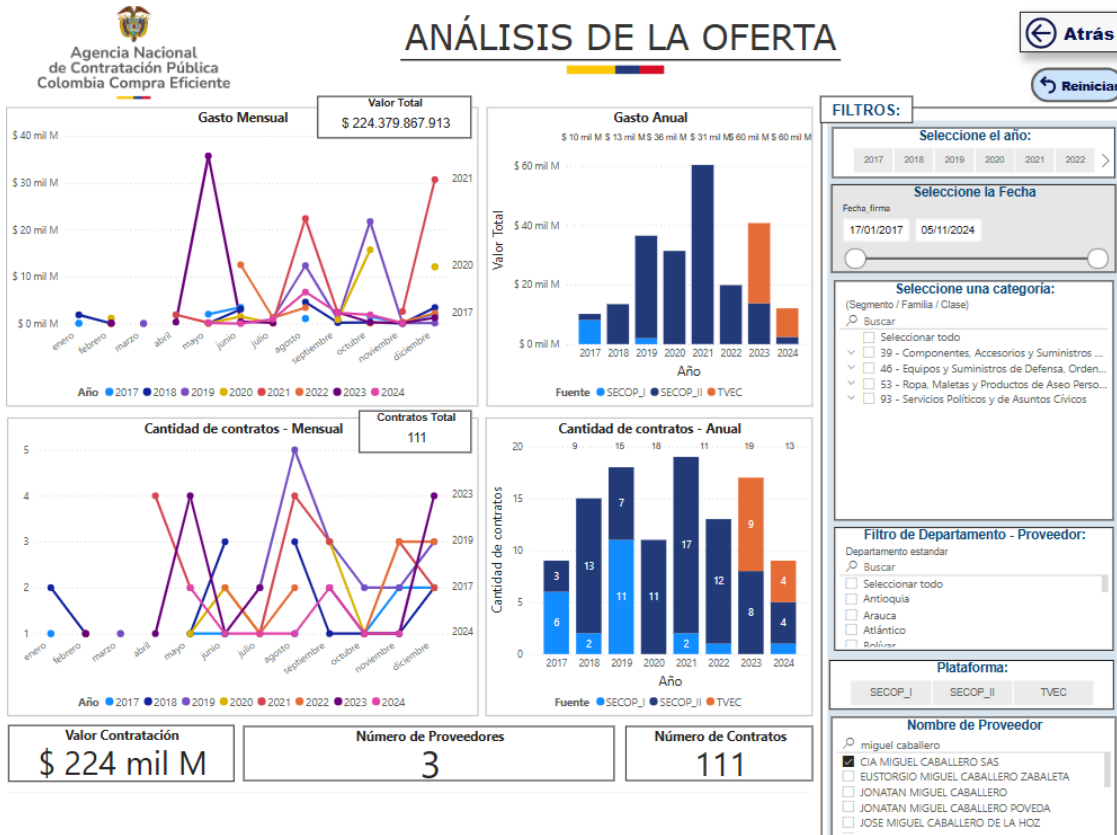 Agencia Nacional
de Contratación Pública
Colombia Compra Eficiente
ANÁLISIS DE LA OFERTA
Atrás
Reiniciar
Gasto Mensual
Valor Total
$ 224.379.867.913
$ 40 mil M
$ 30 mil M
$ 20 mil M
$ 10 mil M
$ 0 mil M
2021
2020
2017
enero
febrero
marzo
abril
mayo
junio
julio
agosto
septiembre
octubre
noviembre
diciembre
Año 2017 2018 2019 2020 2021 2022 2023 2024
Gasto Anual
$ 10 mil M $ 13 mil M $ 36 mil M $ 31 mil M $ 60 mil M $ 60 mil M
Valor Total
$ 60 mil M
$ 40 mil M
$ 20 mil M
$ 0 mil M
2017 2018 2019 2020 2021 2022 2023 2024
Año
Fuente SECOP_I SECOP_II TVEC
Cantidad de contratos - Mensual
Contratos Total
111
5
4
3
2
1
2023
2019
2017
2024
enero
febrero
marzo
abril
mayo
junio
julio
agosto
septiembre
octubre
noviembre
diciembre
Año 2017 2018 2019 2020 2021 2022 2023 2024
Cantidad de contratos - Anual
9 15 18 11 19 13
Cantidad de contratos
20
15
10
5
0
3
6
13
2
7
11
11
17
2
12
9
8
4
4
2017 2018 2019 2020 2021 2022 2023 2024
Año
Fuente SECOP_I SECOP_II TVEC
Valor Contratación
$ 224 mil M
Número de Proveedores
3
Número de Contratos
111
FILTROS:
Seleccione el año:
2017 2018 2019 2020 2021 2022
Seleccione la Fecha
Fecha_firma
17/01/2017 05/11/2024
Seleccione una categoría:
(Segmento / Familia / Clase)
Buscar
Seleccionar todo
39 - Componentes, Accesorios y Suministros ...
46 - Equipos y Suministros de Defensa, Orden...
53 - Ropa, Maletas y Productos de Aseo Perso...
93 - Servicios Políticos y de Asuntos Cívicos
Filtro de Departamento - Proveedor:
Departamento estandar
Buscar
Seleccionar todo
Antioquia
Arauca
Atlántico
Bolívar
Plataforma:
SECOP_I SECOP_II TVEC
Nombre de Proveedor
miguel caballero
CIA MIGUEL CABALLERO SAS
EUSTORGIO MIGUEL CABALLERO ZABALETA
JONATAN MIGUEL CABALLERO
JONATAN MIGUEL CABALLERO POVEDA
JOSE MIGUEL CABALLERO DE LA HOZ